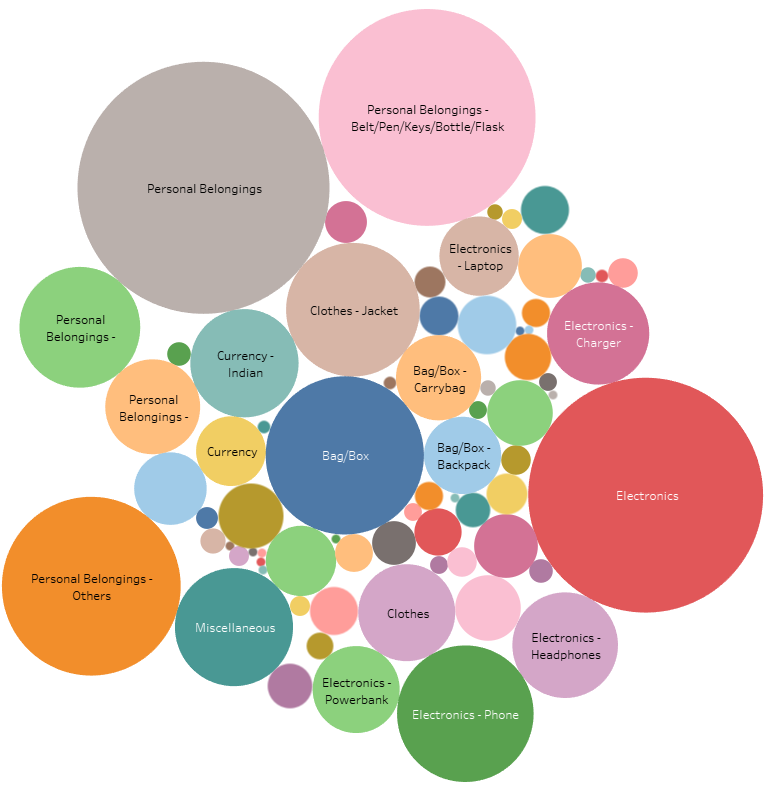 Personal Belongings -
Belt/Pen/Keys/Bottle/Flask
Personal Belongings
Electronics
- Laptop
Clothes - Jacket
Personal
Belongings -
Electronics -
Charger
Currency -
Indian
Bag/Box -
Carrybag
Personal
Belongings -
Currency
Bag/Box
Bag/Box -
Backpack
Electronics
Personal Belongings -
Others
Miscellaneous
Clothes
Electronics -
Headphones
Electronics -
Powerbank
Electronics - Phone